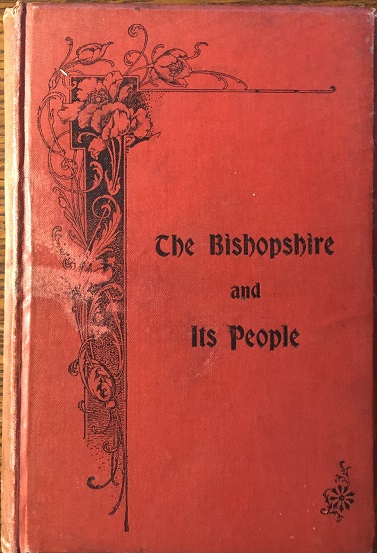 The Bishopshire
and
Its People